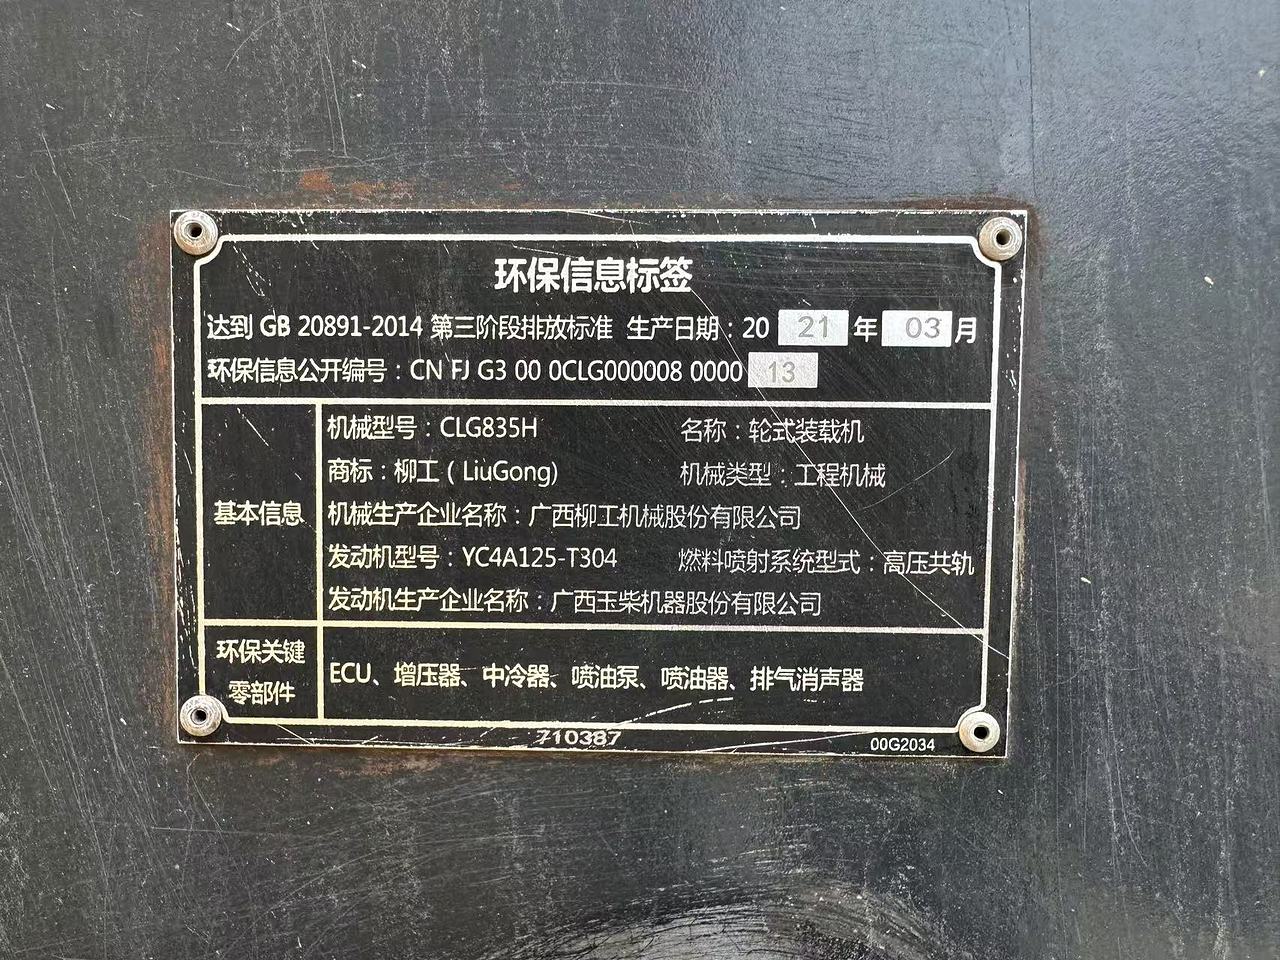 环保信息标签
达到 GB 20891-2014 第三阶段排放标准 生产日期：20 21 年 03 月
环保信息公开编号：CN FJ G3 00 0CLG000008 0000 13
基本信息
机械型号：CLG835H 名称：轮式装载机
商标：柳工（LiuGong) 机械类型：工程机械
机械生产企业名称：广西柳工机械股份有限公司
发动机型号：YC4A125-T304 燃料喷射系统型式：高压共轨
发动机生产企业名称：广西玉柴机器股份有限公司
环保关键
零部件
ECU、增压器、中冷器、喷油泵、喷油器、排气消声器
710387
00G2034